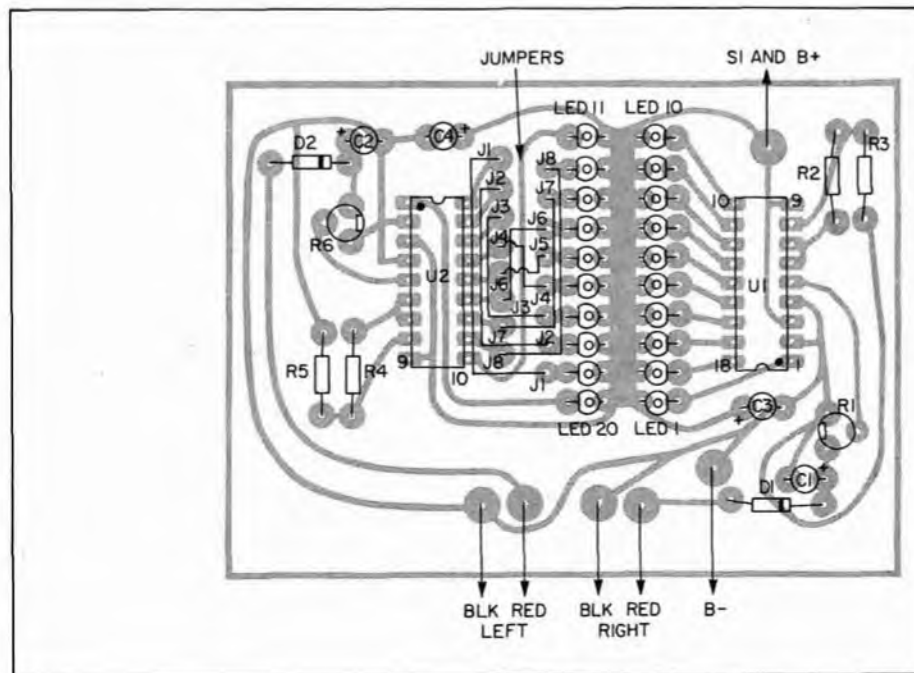 JUMPERS
S1 AND B+
LED 11
LED 10
+
C2
C4
+
D2
J1
J8
R2
R3
J2
J7
J3
10
9
J6
R6
J4
J5
U2
U1
J6
J4
J3
J7
J2
R5
R4
9
10
J8
J1
18
1
LED 20
LED 1
+
C3
R1
+
C1
D1
BLK RED
LEFT
BLK RED
RIGHT
B-